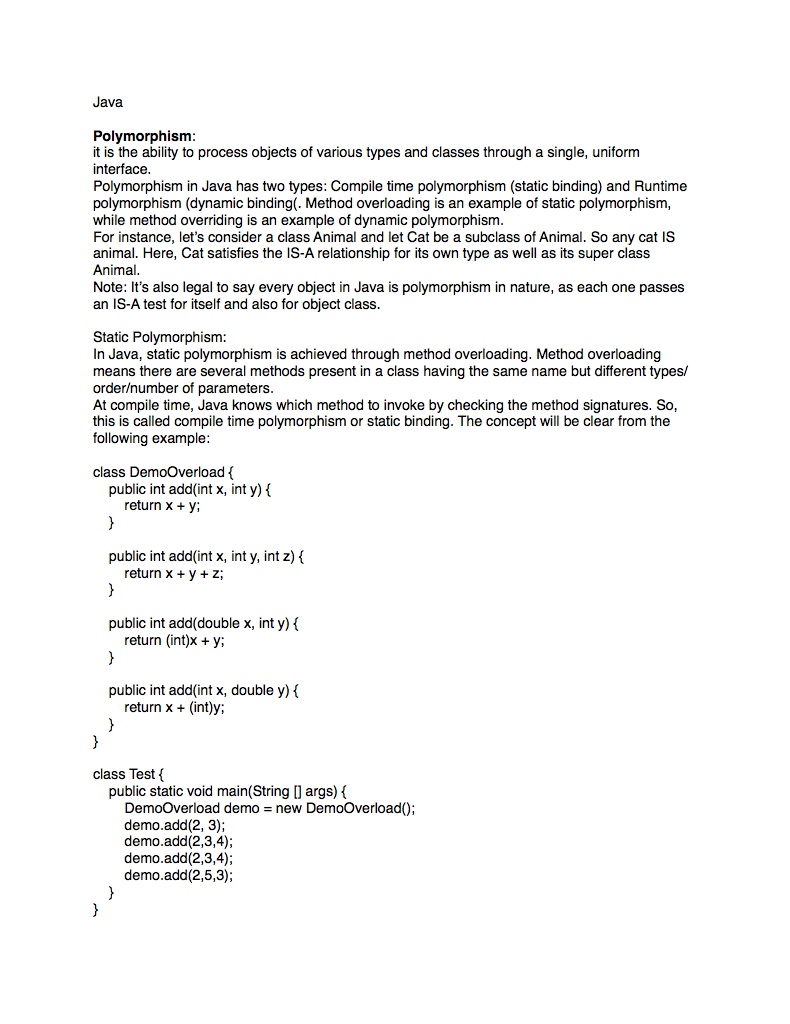 Java
Polymorphism:
it is the ability to process objects of various types and classes through a single, uniform
interface.
Polymorphism in Java has two types: Compile time polymorphism (static binding) and Runtime
polymorphism (dynamic binding(. Method overloading is an example of static polymorphism,
while method overriding is an example of dynamic polymorphism.
For instance, let’s consider a class Animal and let Cat be a subclass of Animal. So any cat IS
animal. Here, Cat satisfies the IS-A relationship for its own type as well as its super class
Animal.
Note: It’s also legal to say every object in Java is polymorphism in nature, as each one passes
an IS-A test for itself and also for object class.
Static Polymorphism:
In Java, static polymorphism is achieved through method overloading. Method overloading
means there are several methods present in a class having the same name but different types/
order/number of parameters.
At compile time, Java knows which method to invoke by checking the method signatures. So,
this is called compile time polymorphism or static binding. The concept will be clear from the
following example:
class DemoOverload {
public int add(int x, int y) {
return x + y;
}
public int add(int x, int y, int z) {
return x + y + z;
}
public int add(double x, int y) {
return (int)x + y;
}
public int add(int x, double y) {
return x + (int)y;
}
}
class Test {
public static void main(String [] args) {
DemoOverload demo = new DemoOverload();
demo.add(2, 3);
demo.add(2,3,4);
demo.add(2,3,4);
demo.add(2,5,3);
}
}